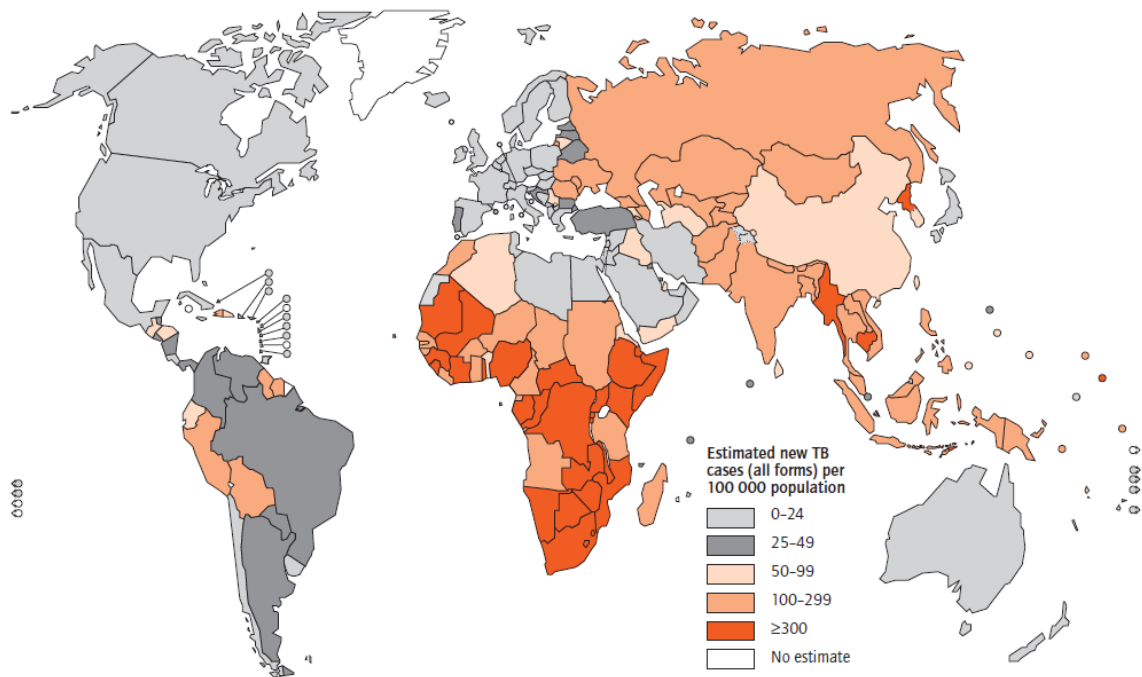 Estimated new TB
cases (all forms) per
100 000 population
0–24
25–49
50–99
100–299
≥300
No estimate